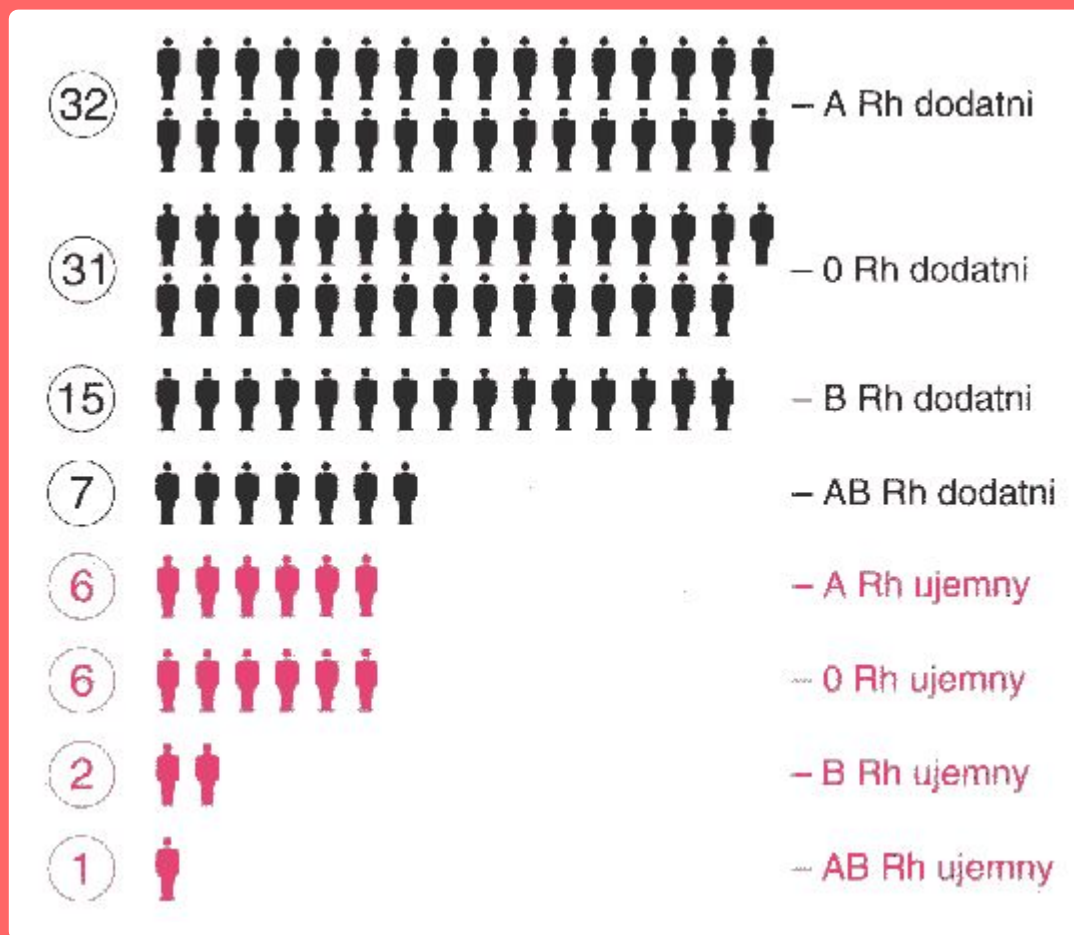 32 – A Rh dodatni
31 – 0 Rh dodatni
15 – B Rh dodatni
7 – AB Rh dodatni
6 – A Rh ujemny
6 – 0 Rh ujemny
2 – B Rh ujemny
1 – AB Rh ujemny